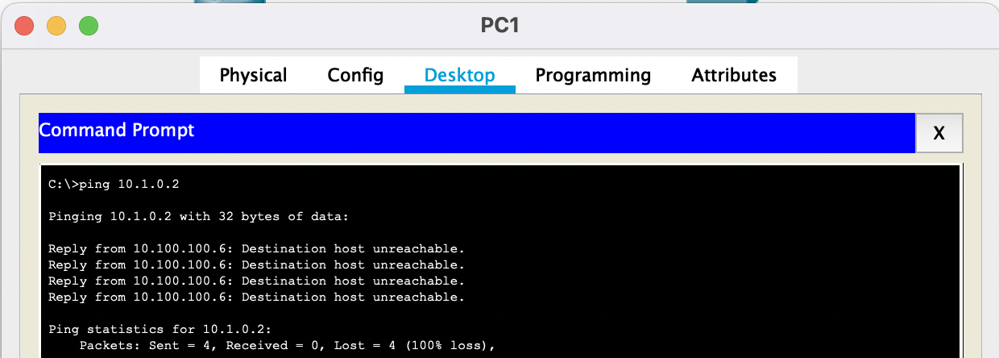 PC1
Physical Config Desktop Programming Attributes
Command Prompt X
C:\>ping 10.1.0.2
Pinging 10.1.0.2 with 32 bytes of data:
Reply from 10.100.100.6: Destination host unreachable.
Reply from 10.100.100.6: Destination host unreachable.
Reply from 10.100.100.6: Destination host unreachable.
Reply from 10.100.100.6: Destination host unreachable.
Ping statistics for 10.1.0.2:
Packets: Sent = 4, Received = 0, Lost = 4 (100% loss),